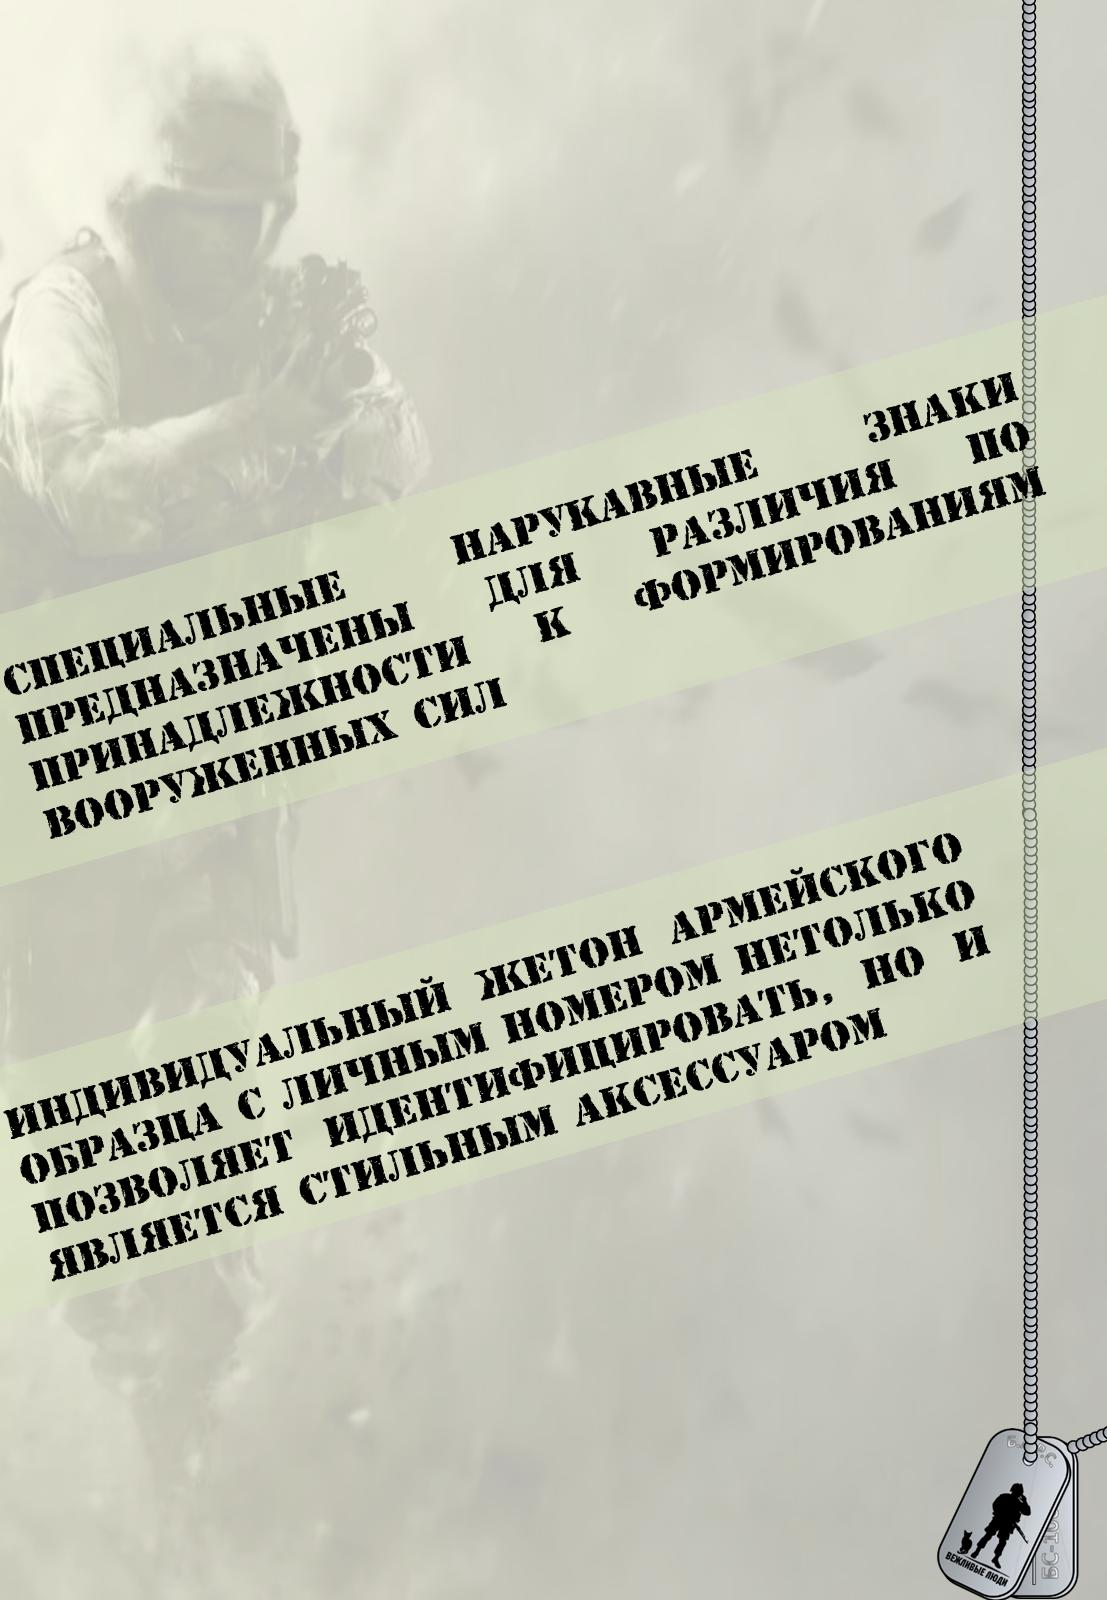 СПЕЦИАЛЬНЫЕ НАРУКАВНЫЕ ЗНАКИ
ПРЕДНАЗНАЧЕНЫ ДЛЯ РАЗЛИЧИЯ ПО
ПРИНАДЛЕЖНОСТИ К ФОРМИРОВАНИЯМ
ВООРУЖЕННЫХ СИЛ
ИНДИВИДУАЛЬНЫЙ ЖЕТОН АРМЕЙСКОГО
ОБРАЗЦА С ЛИЧНЫМ НОМЕРОМ НЕТОЛЬКО
ПОЗВОЛЯЕТ ИДЕНТИФИЦИРОВАТЬ, НО И
ЯВЛЯЕТСЯ СТИЛЬНЫМ АКСЕССУАРОМ
ВЕЖЛИВЫЕ ЛЮДИ